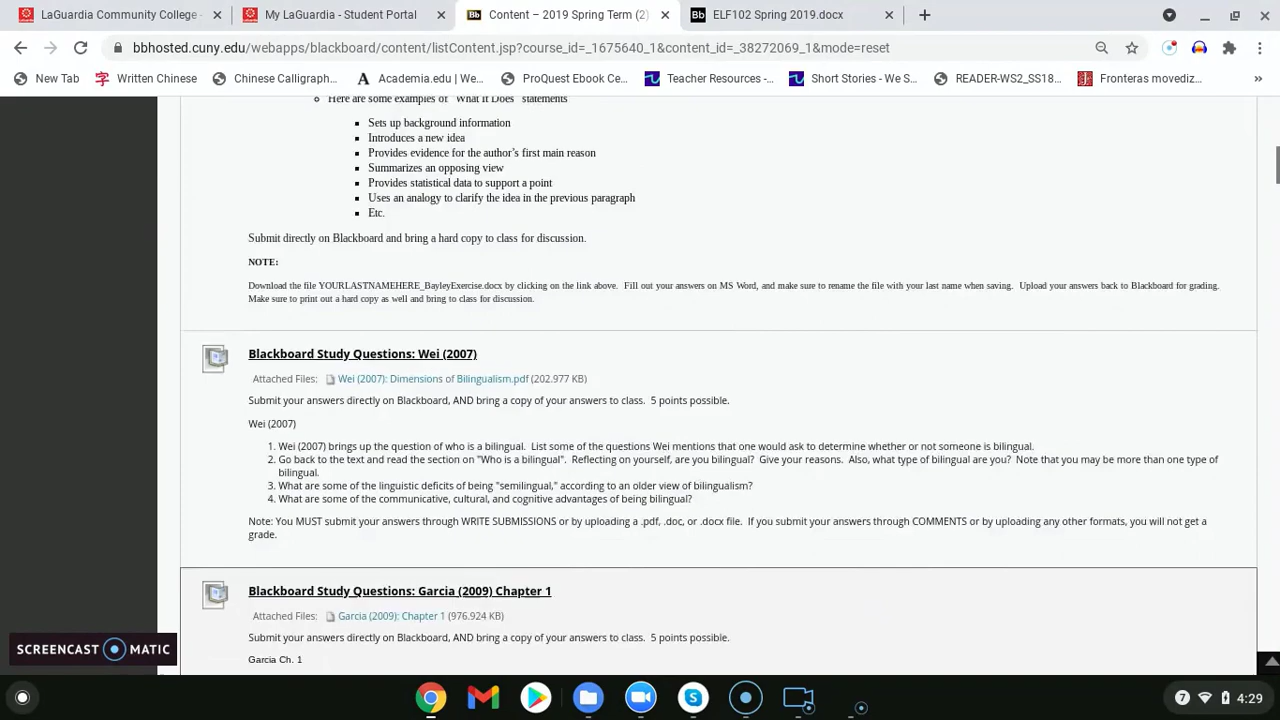 LaGuardia Community College -
My LaGuardia - Student Portal
Bb Content – 2019 Spring Term (2)
Bb ELF102 Spring 2019.docx
bbhosted.cuny.edu/webapps/blackboard/content/listContent.jsp?course_id=_1675640_1&content_id=_38272069_1&mode=reset
New Tab
字 Written Chinese
Chinese Calligraph...
A Academia.edu | We...
ProQuest Ebook Ce...
Teacher Resources -...
Short Stories - We S...
READER-WS2_SS18...
Fronteras movediz...
»
Here are some examples of "What It Does" statements
Sets up background information
Introduces a new idea
Provides evidence for the author's first main reason
Summarizes an opposing view
Provides statistical data to support a point
Uses an analogy to clarify the idea in the previous paragraph
Etc.
Submit directly on Blackboard and bring a hard copy to class for discussion.
NOTE:
Download the file YOURLASTNAMEHERE_BayleyExercise.docx by clicking on the link above. Fill out your answers on MS Word, and make sure to rename the file with your last name when saving. Upload your answers back to Blackboard for grading.
Make sure to print out a hard copy as well and bring to class for discussion.
Blackboard Study Questions: Wei (2007)
Attached Files: Wei (2007): Dimensions of Bilingualism.pdf (202.977 KB)
Submit your answers directly on Blackboard, AND bring a copy of your answers to class. 5 points possible.
Wei (2007)
1. Wei (2007) brings up the question of who is a bilingual. List some of the questions Wei mentions that one would ask to determine whether or not someone is bilingual.
2. Go back to the text and read the section on "Who is a bilingual". Reflecting on yourself, are you bilingual? Give your reasons. Also, what type of bilingual are you? Note that you may be more than one type of
bilingual.
3. What are some of the linguistic deficits of being "semilingual," according to an older view of bilingualism?
4. What are some of the communicative, cultural, and cognitive advantages of being bilingual?
Note: You MUST submit your answers through WRITE SUBMISSIONS or by uploading a .pdf, .doc, or .docx file. If you submit your answers through COMMENTS or by uploading any other formats, you will not get a
grade.
Blackboard Study Questions: Garcia (2009) Chapter 1
Attached Files: Garcia (2009): Chapter 1 (976.924 KB)
Submit your answers directly on Blackboard, AND bring a copy of your answers to class. 5 points possible.
Garcia Ch. 1
SCREENCAST MATIC
7 4:29